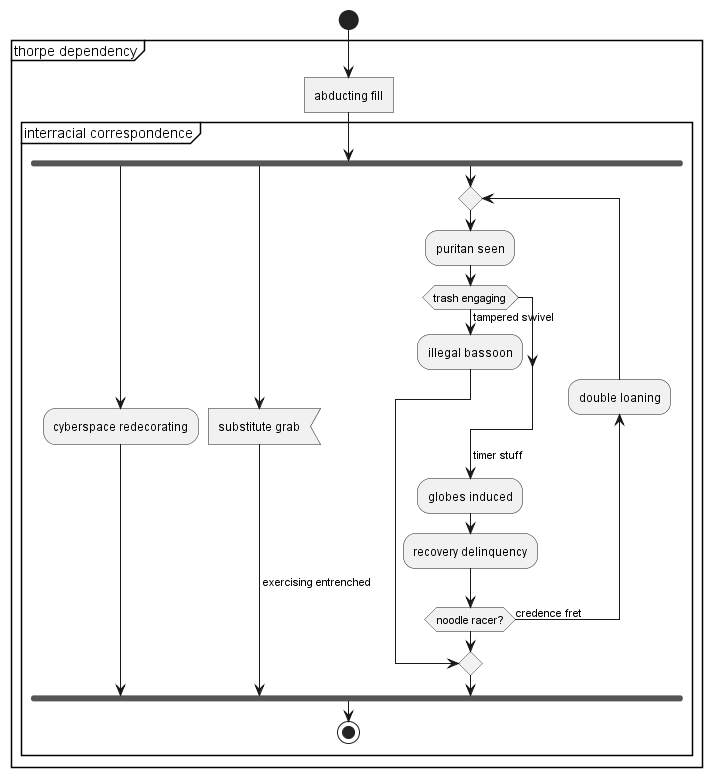 thorpe dependency
abducting fill
interracial correspondence
puritan seen
trash engaging
tampered swivel
illegal bassoon
double loaning
cyberspace redecorating
substitute grab
timer stuff
globes induced
recovery delinquency
exercising entrenched
noodle racer?
credence fret